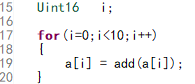 15 Uint16 i;
16
17 for(i=0;i<10;i++)
18 {
19 a[i] = add(a[i]);
20 }